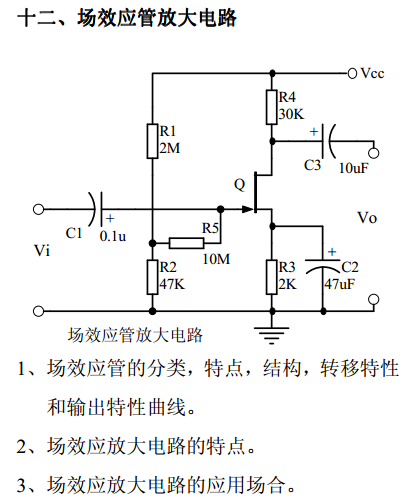 十二、场效应管放大电路
Vcc
R4
30K
R1
2M
+
C3
10uF
Q
Vo
C1
+
0.1u
R5
10M
Vi
R2
47K
R3
2K
+
C2
47uF
场效应管放大电路
1、场效应管的分类，特点，结构，转移特性
和输出特性曲线。
2、场效应放大电路的特点。
3、场效应放大电路的应用场合。